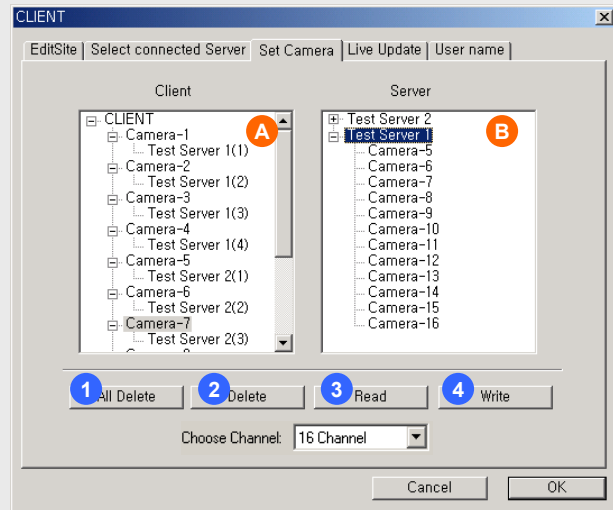 CLIENT
EditSite Select connected Server Set Camera Live Update User name
Client
Server
A
CLIENT
Camera-1
Test Server 1(1)
Camera-2
Test Server 1(2)
Camera-3
Test Server 1(3)
Camera-4
Test Server 1(4)
Camera-5
Test Server 2(1)
Camera-6
Test Server 2(2)
Camera-7
Test Server 2(3)
B
Test Server 2
Test Server 1
Camera-5
Camera-6
Camera-7
Camera-8
Camera-9
Camera-10
Camera-11
Camera-12
Camera-13
Camera-14
Camera-15
Camera-16
1 All Delete 2 Delete 3 Read 4 Write
Choose Channel: 16 Channel
Cancel OK